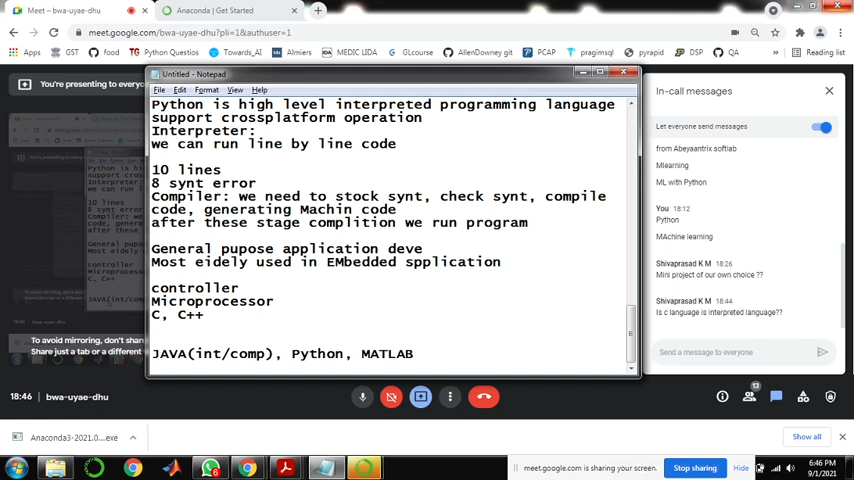 Meet – bwa-uyae-dhu
Anaconda | Get Started
meet.google.com/bwa-uyae-dhu?pli=1&authuser=1
Apps
GST
food
TG
Python Questions
Towards_AI
AImiers
MEDIC LIDA
GLcourse
AllenDowney git
PCAP
pragimsql
pyrapid
DSP
QA
Reading list
You're presenting to everyo
Untitled - Notepad
File Edit Format View Help
Python is high level interpreted programming language
support crossplatform operation
Interpreter:
we can run line by line code
10 lines
8 synt error
Compiler: we need to stock synt, check synt, compile
code, generating Machin code
after these stage complition we run program
General pupose application deve
Most eidely used in EMbedded spplication
controller
Microprocessor
C, C++
JAVA(int/comp), Python, MATLAB
To avoid mirroring, don't share
Share just a tab or a different
In-call messages
Let everyone send messages
from Abeyaantrix softlab
Mlearning
ML with Python
You 18:12
Python
MAchine learning
Shivaprasad K M 18:26
Mini project of our own choice ??
Shivaprasad K M 18:44
Is c language is interpreted language??
Send a message to everyone
18:46 bwa-uyae-dhu
13
Anaconda3-2021.0....exe
Show all
6
meet.google.com is sharing your screen.
Stop sharing
Hide
6:46 PM
9/1/2021